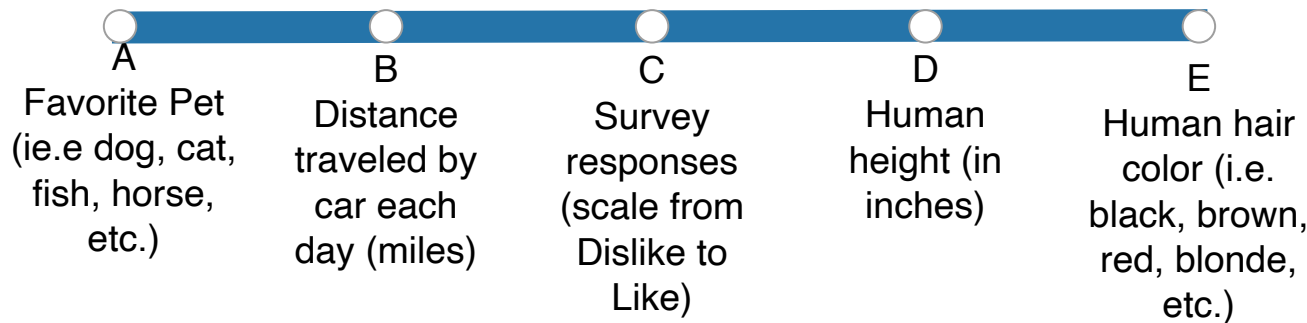 A
Favorite Pet
(ie.e dog, cat,
fish, horse,
etc.)
B
Distance
traveled by
car each
day (miles)
C
Survey
responses
(scale from
Dislike to
Like)
D
Human
height (in
inches)
E
Human hair
color (i.e.
black, brown,
red, blonde,
etc.)